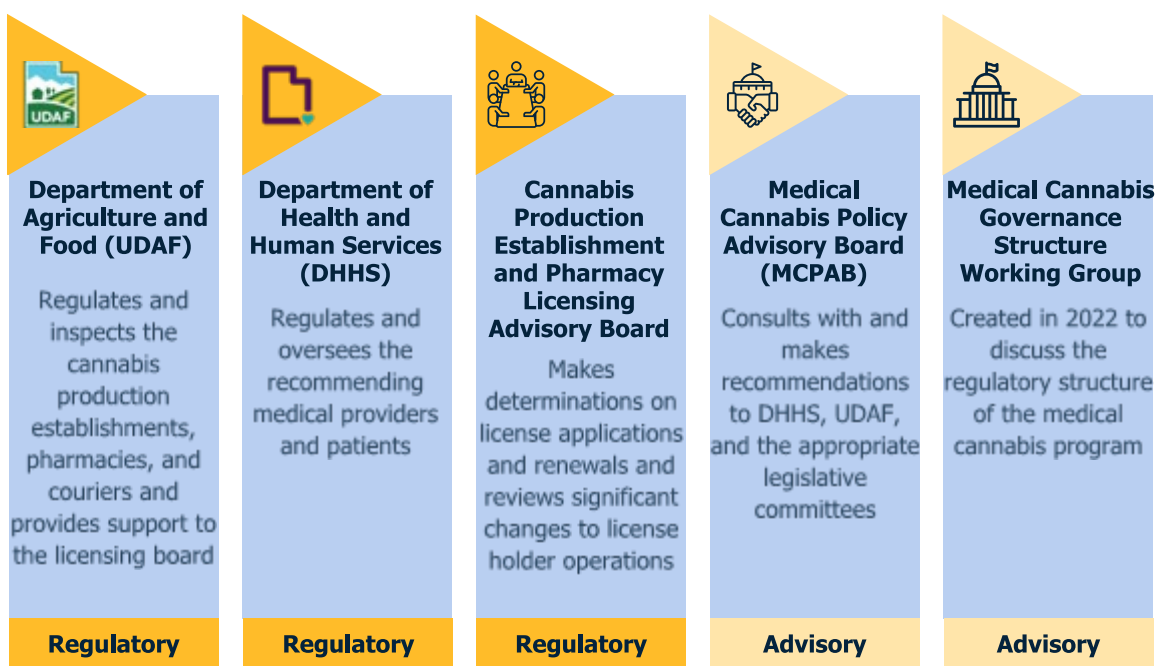 UDAF
Department of
Agriculture and
Food (UDAF)
Regulates and
inspects the
cannabis
production
establishments,
pharmacies, and
couriers and
provides support to
the licensing board
Regulatory
Department of
Health and
Human Services
(DHHS)
Regulates and
oversees the
recommending
medical providers
and patients
Regulatory
Cannabis
Production
Establishment
and Pharmacy
Licensing
Advisory Board
Makes
determinations on
license applications
and renewals and
reviews significant
changes to license
holder operations
Regulatory
Medical
Cannabis Policy
Advisory Board
(MCPAB)
Consults with and
makes
recommendations
to DHHS, UDAF,
and the appropriate
legislative
committees
Advisory
Medical Cannabis
Governance
Structure
Working Group
Created in 2022 to
discuss the
regulatory structure
of the medical
cannabis program
Advisory